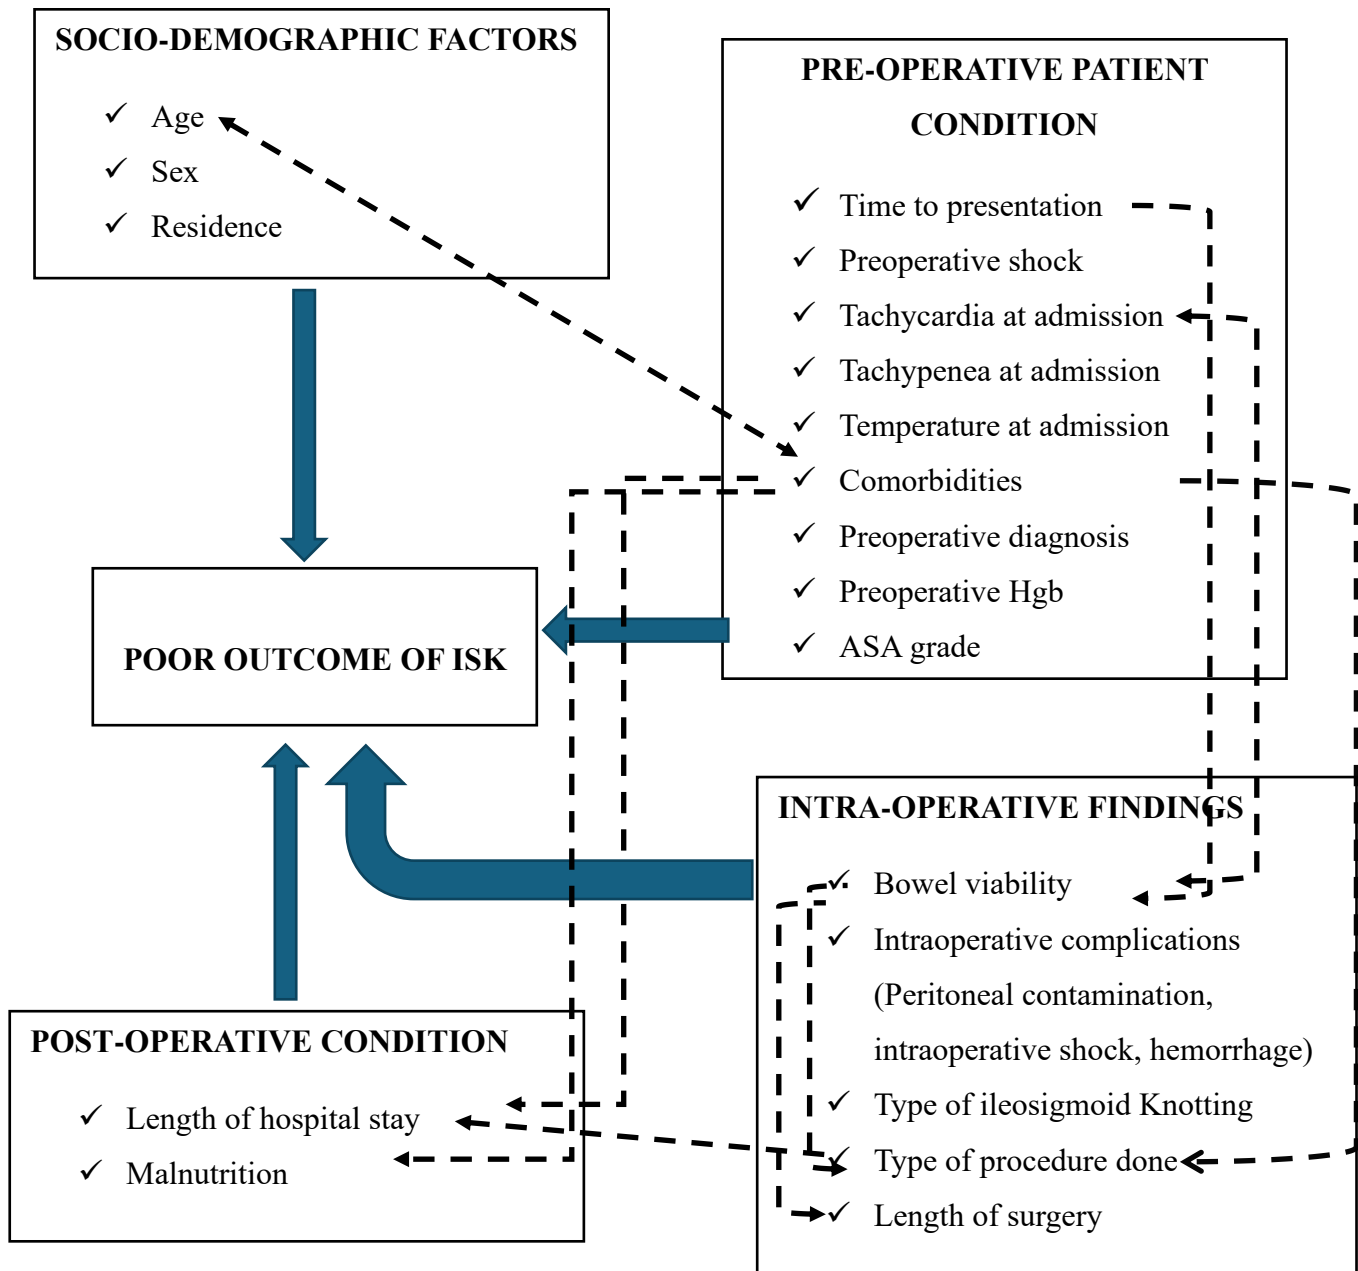 SOCIO-DEMOGRAPHIC FACTORS
✓ Age
✓ Sex
✓ Residence
PRE-OPERATIVE PATIENT
CONDITION
✓ Time to presentation
✓ Preoperative shock
✓ Tachycardia at admission
✓ Tachypenea at admission
✓ Temperature at admission
✓ Comorbidities
✓ Preoperative diagnosis
✓ Preoperative Hgb
✓ ASA grade
POOR OUTCOME OF ISK
INTRA-OPERATIVE FINDINGS
✓ Bowel viability
✓ Intraoperative complications
(Peritoneal contamination,
intraoperative shock, hemorrhage)
✓ Type of ileosigmoid Knotting
✓ Type of procedure done
✓ Length of surgery
POST-OPERATIVE CONDITION
✓ Length of hospital stay
✓ Malnutrition